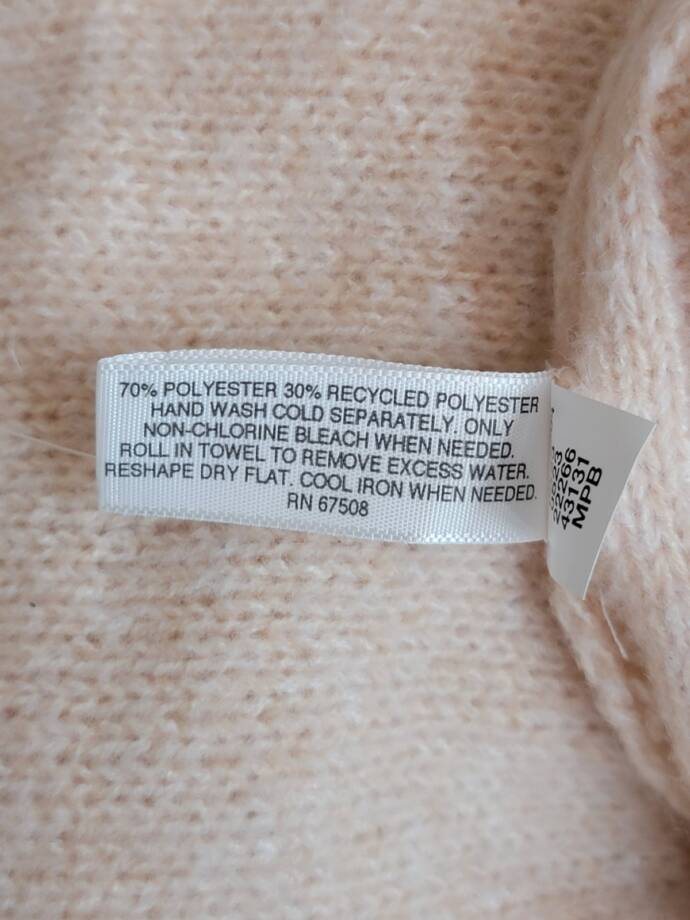 70% POLYESTER 30% RECYCLED POLYESTER
HAND WASH COLD SEPARATELY. ONLY
NON-CHLORINE BLEACH WHEN NEEDED.
ROLL IN TOWEL TO REMOVE EXCESS WATER.
RESHAPE DRY FLAT. COOL IRON WHEN NEEDED.
RN 67508
22266
43131
MPB